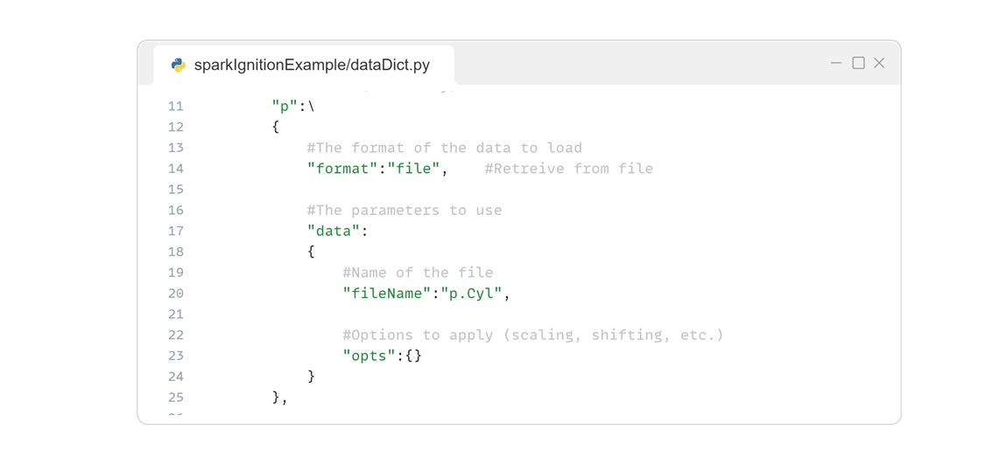 sparkIgnitionExample/dataDict.py
11 "p":\
12 {
13 #The format of the data to load
14 "format":"file", #Retreive from file
15
16 #The parameters to use
17 "data":
18 {
19 #Name of the file
20 "fileName":"p.Cyl",
21
22 #Options to apply (scaling, shifting, etc.)
23 "opts":{}
24 }
25 },